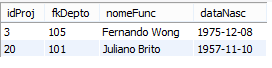 idProj fkDepto nomeFunc dataNasc
3 105 Fernando Wong 1975-12-08
20 101 Juliano Brito 1957-11-10